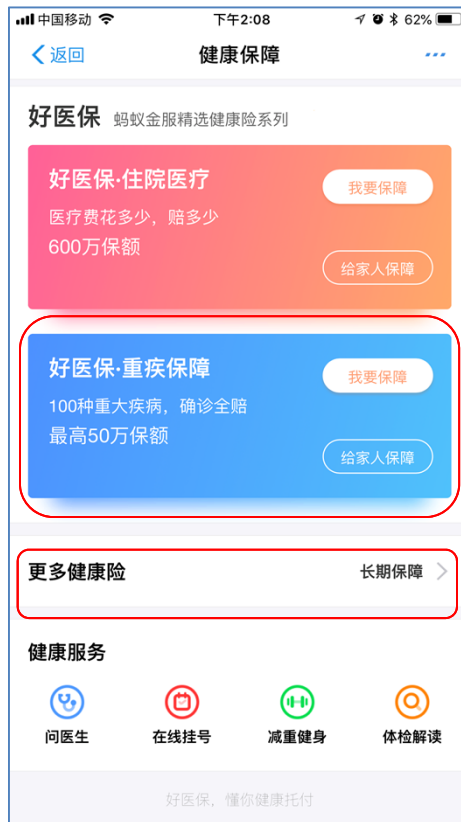 中国移动 下午2:08 62%
返回 健康保障
好医保 蚂蚁金服精选健康险系列
好医保·住院医疗
我要保障
医疗费花多少，赔多少
600万保额
给家人保障
好医保·重疾保障
我要保障
100种重大疾病，确诊全赔
最高50万保额
给家人保障
更多健康险 长期保障
健康服务
问医生 在线挂号 减重健身 体检解读
好医保，懂你健康托付